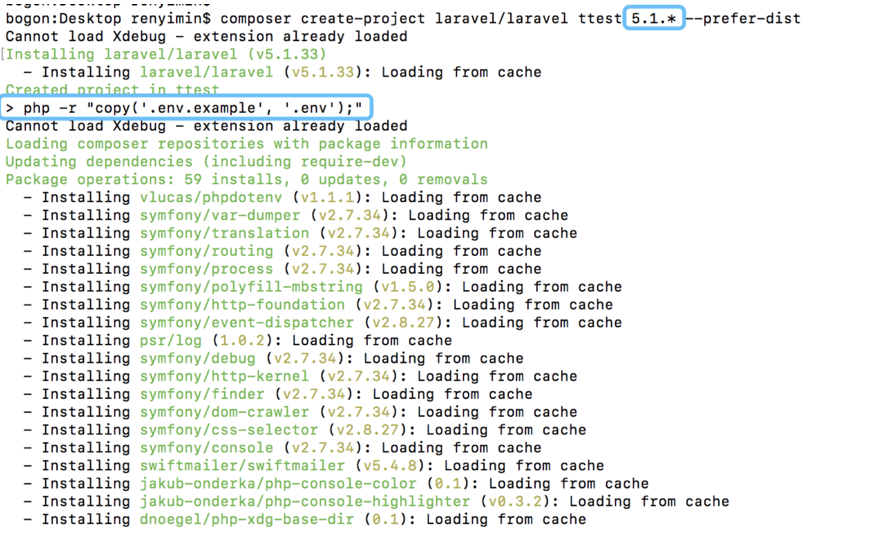 bogon:Desktop renyimin$ composer create-project laravel/laravel ttest 5.1.* --prefer-dist
Cannot load Xdebug - extension already loaded
[Installing laravel/laravel (v5.1.33)
  - Installing laravel/laravel (v5.1.33): Loading from cache
Created project in ttest
> php -r "copy('.env.example', '.env');"
Cannot load Xdebug - extension already loaded
Loading composer repositories with package information
Updating dependencies (including require-dev)
Package operations: 59 installs, 0 updates, 0 removals
  - Installing vlucas/phpdotenv (v1.1.1): Loading from cache
  - Installing symfony/var-dumper (v2.7.34): Loading from cache
  - Installing symfony/translation (v2.7.34): Loading from cache
  - Installing symfony/routing (v2.7.34): Loading from cache
  - Installing symfony/process (v2.7.34): Loading from cache
  - Installing symfony/polyfill-mbstring (v1.5.0): Loading from cache
  - Installing symfony/http-foundation (v2.7.34): Loading from cache
  - Installing symfony/event-dispatcher (v2.8.27): Loading from cache
  - Installing psr/log (1.0.2): Loading from cache
  - Installing symfony/debug (v2.7.34): Loading from cache
  - Installing symfony/http-kernel (v2.7.34): Loading from cache
  - Installing symfony/finder (v2.7.34): Loading from cache
  - Installing symfony/dom-crawler (v2.7.34): Loading from cache
  - Installing symfony/css-selector (v2.8.27): Loading from cache
  - Installing symfony/console (v2.7.34): Loading from cache
  - Installing swiftmailer/swiftmailer (v5.4.8): Loading from cache
  - Installing jakub-onderka/php-console-color (0.1): Loading from cache
  - Installing jakub-onderka/php-console-highlighter (v0.3.2): Loading from cache
  - Installing dnoegel/php-xdg-base-dir (0.1): Loading from cache